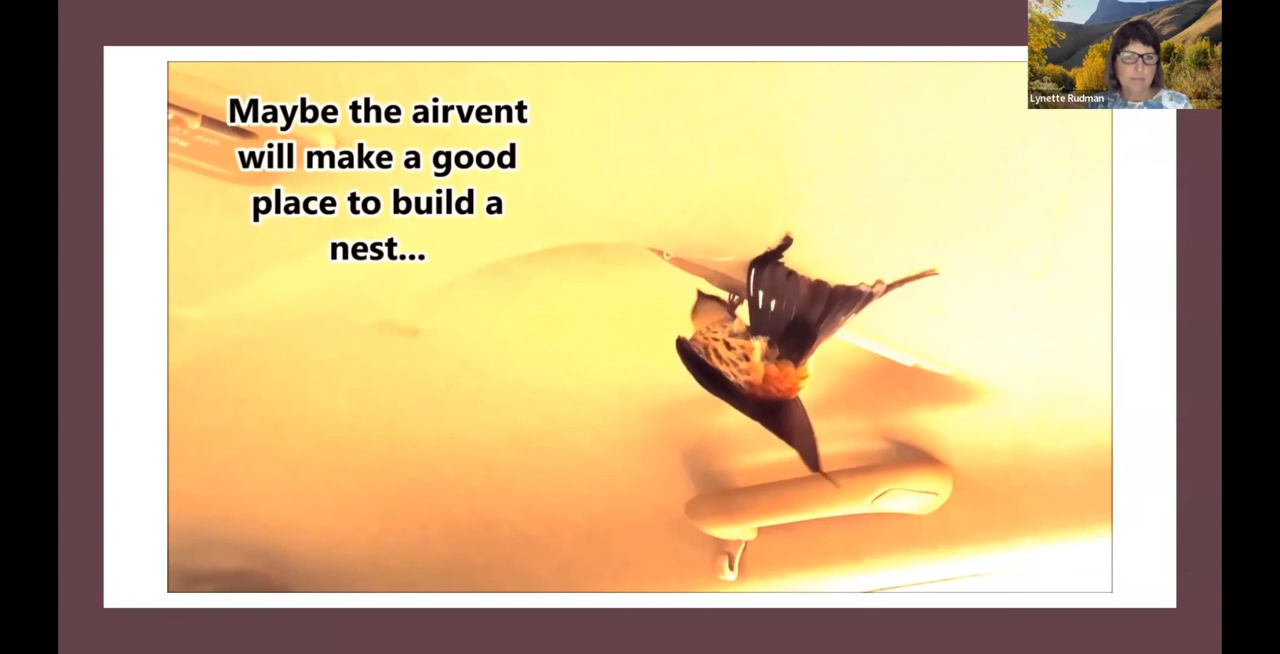 Maybe the airvent
will make a good
place to build a
nest...
Lynette Rudman